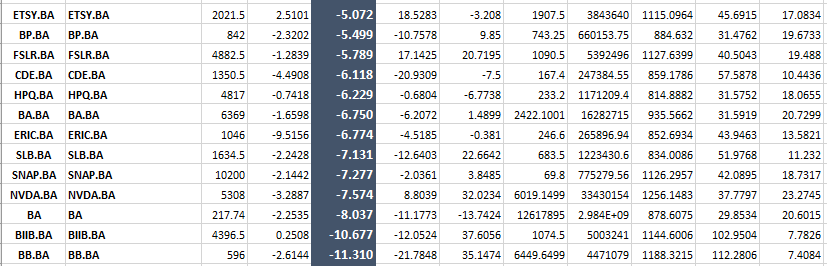 ETSY.BA ETSY.BA 2021.5 2.5101 -5.072 18.5283 -3.208 1907.5 3843640 1115.0964 45.6915 17.0834
BP.BA BP.BA 842 -2.3202 -5.499 -10.7578 9.85 743.25 660153.75 884.632 31.4762 19.6733
FSLR.BA FSLR.BA 4882.5 -1.2839 -5.789 17.1425 20.7195 1090.5 5392496 1127.6399 40.5043 19.488
CDE.BA CDE.BA 1350.5 -4.4908 -6.118 -20.9309 -7.5 167.4 247384.55 859.1786 57.5878 10.4436
HPQ.BA HPQ.BA 4817 -0.7418 -6.229 -0.6804 -6.7738 233.2 1171209.4 814.8882 31.5752 18.0655
BA.BA BA.BA 6369 -1.6598 -6.750 -6.2072 1.4899 2422.1001 16282715 935.5662 31.5919 20.7299
ERIC.BA ERIC.BA 1046 -9.5156 -6.774 -4.5185 -0.381 246.6 265896.94 852.6934 43.9463 13.5821
SLB.BA SLB.BA 1634.5 -2.2428 -7.131 -12.6403 22.6642 683.5 1223430.6 834.0086 51.9768 11.232
SNAP.BA SNAP.BA 10200 -2.1442 -7.277 -2.0361 3.8485 69.8 775279.56 1126.2957 42.0895 18.7317
NVDA.BA NVDA.BA 5308 -3.2887 -7.574 8.8039 32.0234 6019.1499 33430154 1256.1483 37.7797 23.2745
BA BA 217.74 -2.2535 -8.037 -11.1773 -13.7424 12617895 2.984E+09 878.6075 29.8534 20.6015
BIIB.BA BIIB.BA 4396.5 0.2508 -10.677 -12.0524 37.6062 1074.5 5003241 1144.6006 102.9504 7.7826
BB.BA BB.BA 596 -2.6144 -11.310 -21.7848 35.1474 6449.6499 4471079 1188.3215 112.2806 7.4084